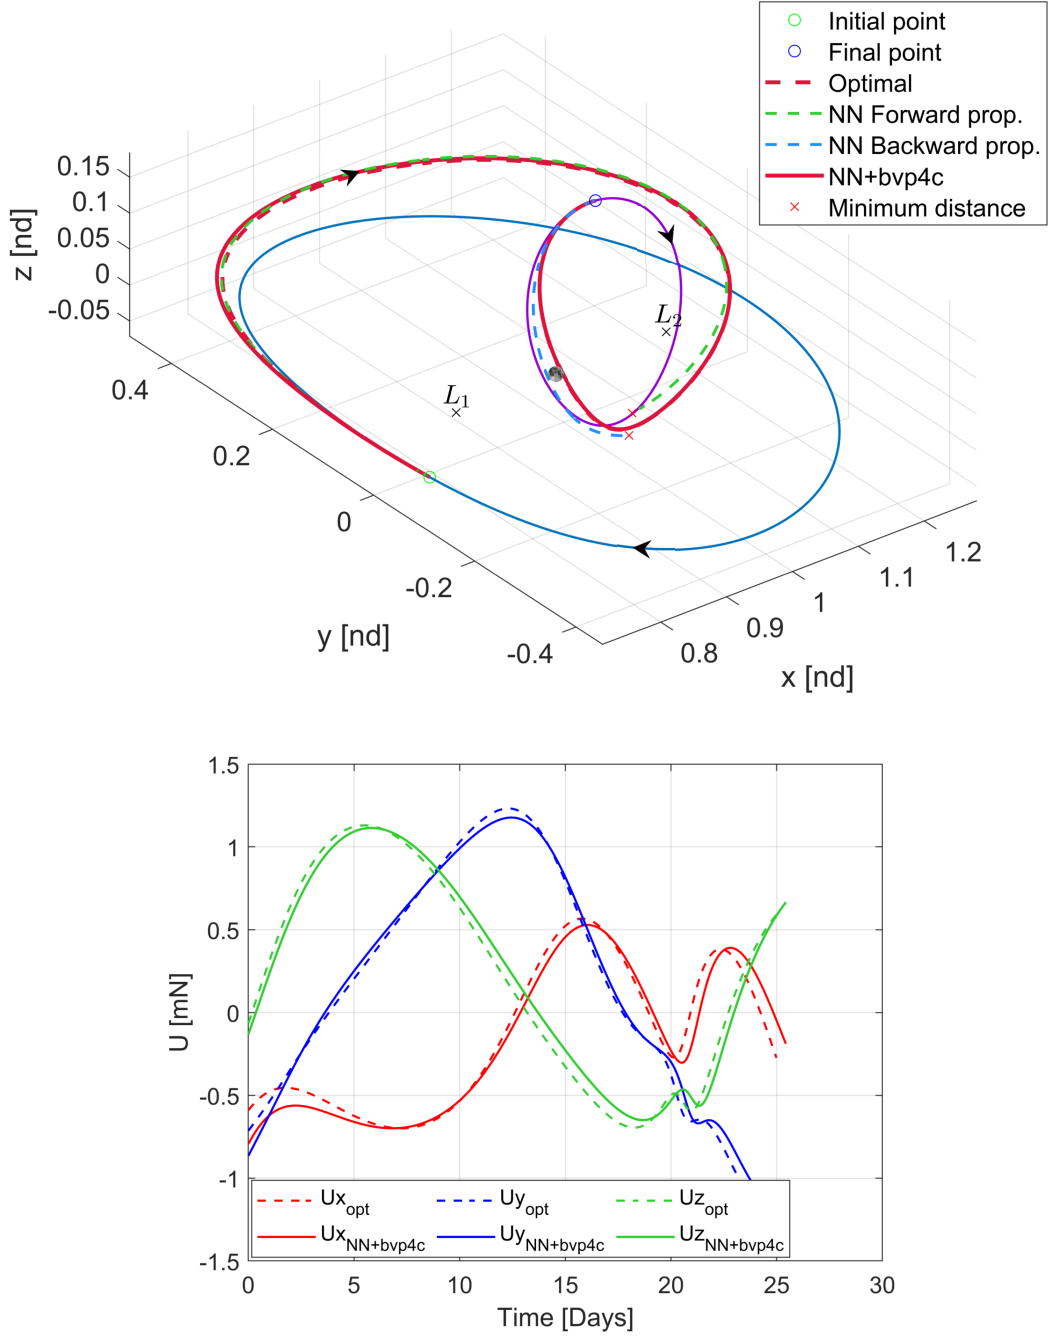 Initial point
Final point
Optimal
NN Forward prop.
NN Backward prop.
NN+bvp4c
Minimum distance
0.15
0.1
0.05
0
-0.05
z [nd]
0.4
0.2
0
-0.2
-0.4
y [nd]
0.8
0.9
1
1.1
1.2
x [nd]
L2
L1
1.5
1
0.5
0
-0.5
-1
-1.5
U [mN]
Uxopt
Uyopt
Uzopt
UxNN+bvp4c
UyNN+bvp4c
UzNN+bvp4c
0 5 10 15 20 25 30
Time [Days]